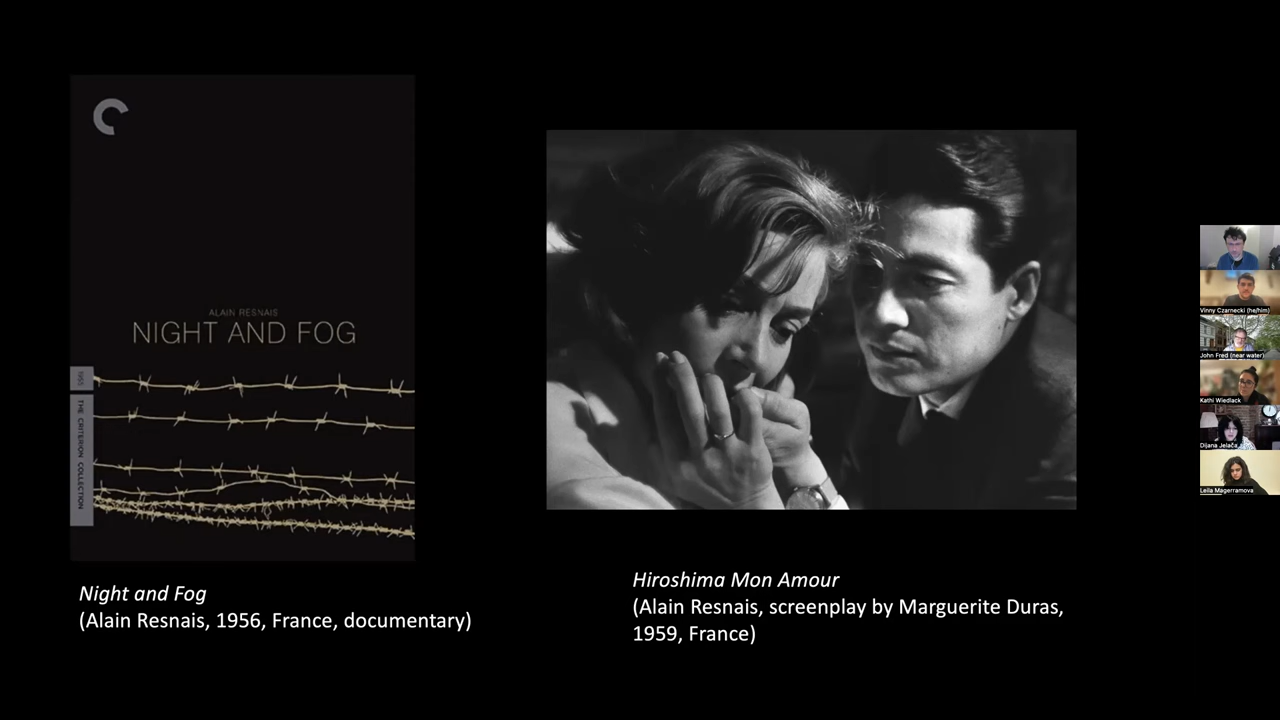 ALAIN RESNAIS
NIGHT AND FOG
THE CRITERION COLLECTION
Night and Fog
(Alain Resnais, 1956, France, documentary)
Hiroshima Mon Amour
(Alain Resnais, screenplay by Marguerite Duras,
1959, France)
Vinny Czarnecki (he/him)
John Fred (near water)
Kathi Wiedlack
Dijana Jelača
Leila Magerramova